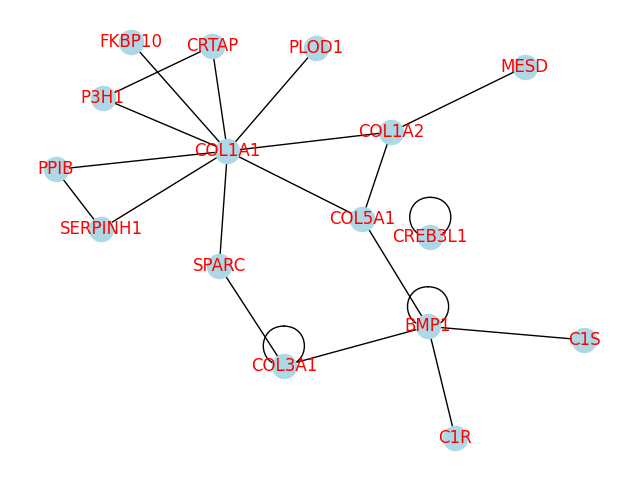 FKBP10
CRTAP
PLOD1
MESD
P3H1
COL1A2
COL1A1
PPIB
COL5A1
SERPINH1
CREB3L1
SPARC
BMP1
C1S
COL3A1
C1R